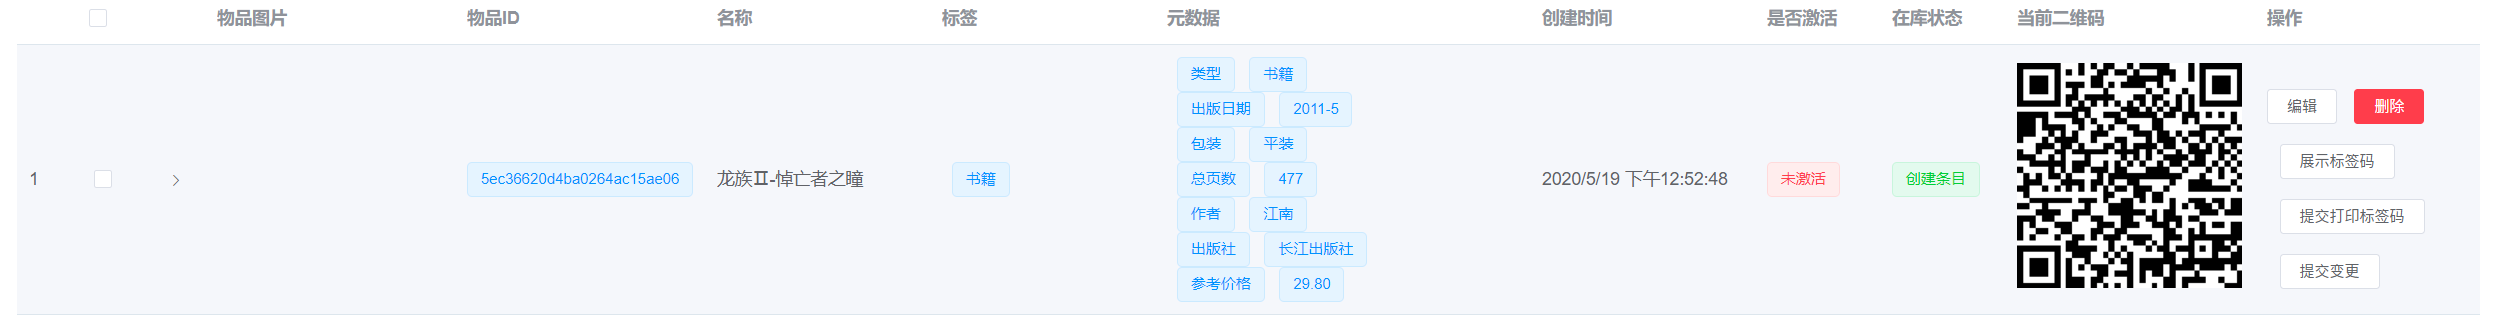 物品图片 物品ID 名称 标签 元数据 创建时间 是否激活 在库状态 当前二维码 操作
类型 书籍
出版日期 2011-5
包装 平装
1 5ec36620d4ba0264ac15ae06 龙族Ⅱ-悼亡者之瞳 书籍 总页数 477 2020/5/19 下午12:52:48 未激活 创建条目
作者 江南
出版社 长江出版社
参考价格 29.80
编辑 删除
展示标签码
提交打印标签码
提交变更